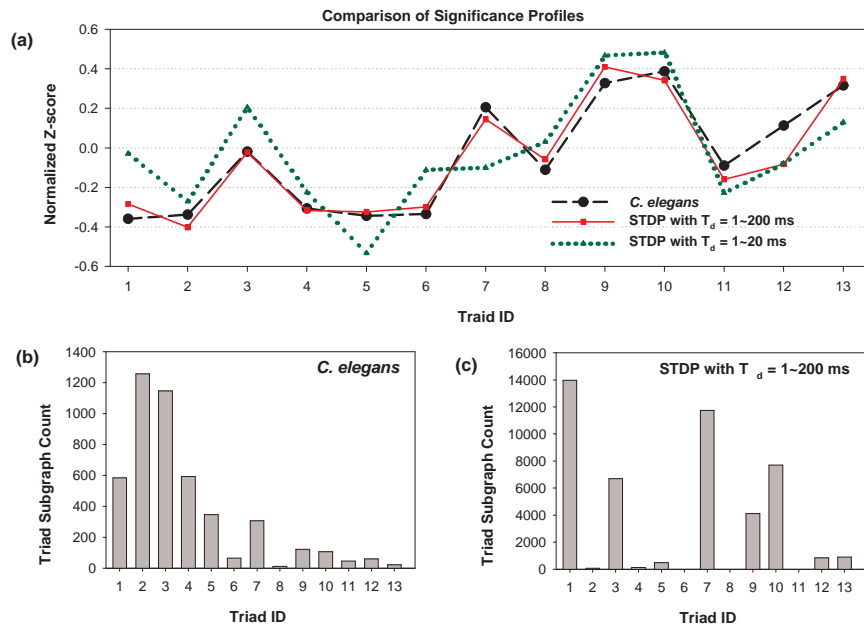 Comparison of Significance Profiles
(a)
0.6
0.4
0.2
0.0
-0.2
-0.4
-0.6
Normalized Z-score
C. elegans
STDP with T d = 1~200 ms
STDP with T d = 1~20 ms
1 2 3 4 5 6 7 8 9 10 11 12 13
Traid ID
(b)
C. elegans
1400
1200
1000
800
600
400
200
0
Triad Subgraph Count
1 2 3 4 5 6 7 8 9 10 11 12 13
Triad ID
(c)
STDP with T d = 1~200 ms
16000
14000
12000
10000
8000
6000
4000
2000
0
Triad Subgraph Count
1 2 3 4 5 6 7 8 9 10 11 12 13
Triad ID